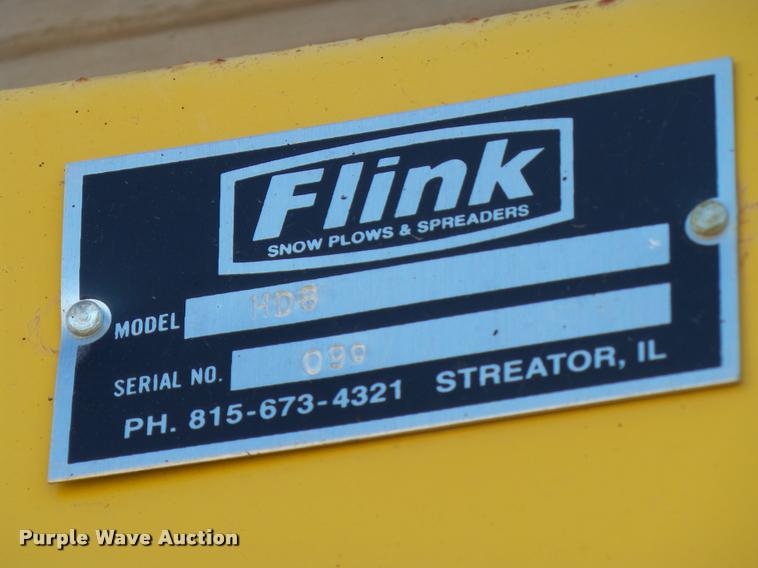 Flink
SNOW PLOWS & SPREADERS
MODEL HD8
SERIAL NO. 099
PH. 815-673-4321 STREATOR, IL
Purple Wave Auction